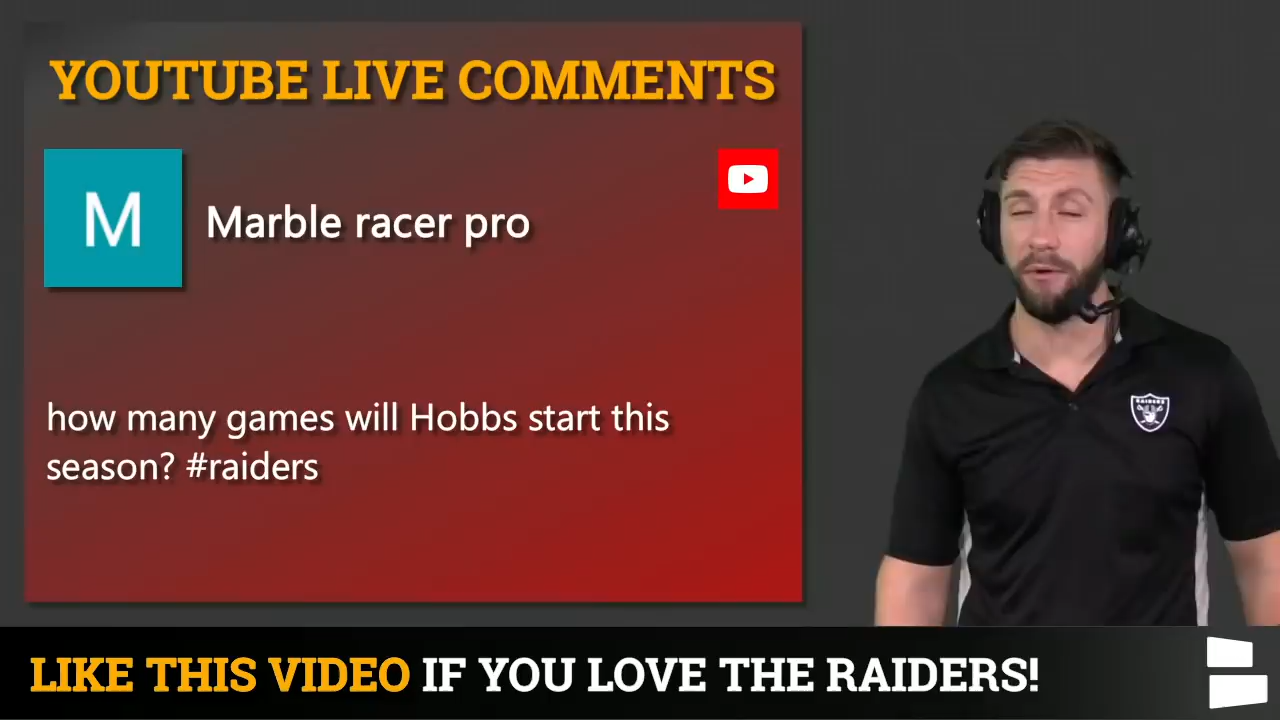 YOUTUBE LIVE COMMENTS
M
Marble racer pro
how many games will Hobbs start this
season? #raiders
RAIDERS
LIKE THIS VIDEO IF YOU LOVE THE RAIDERS!